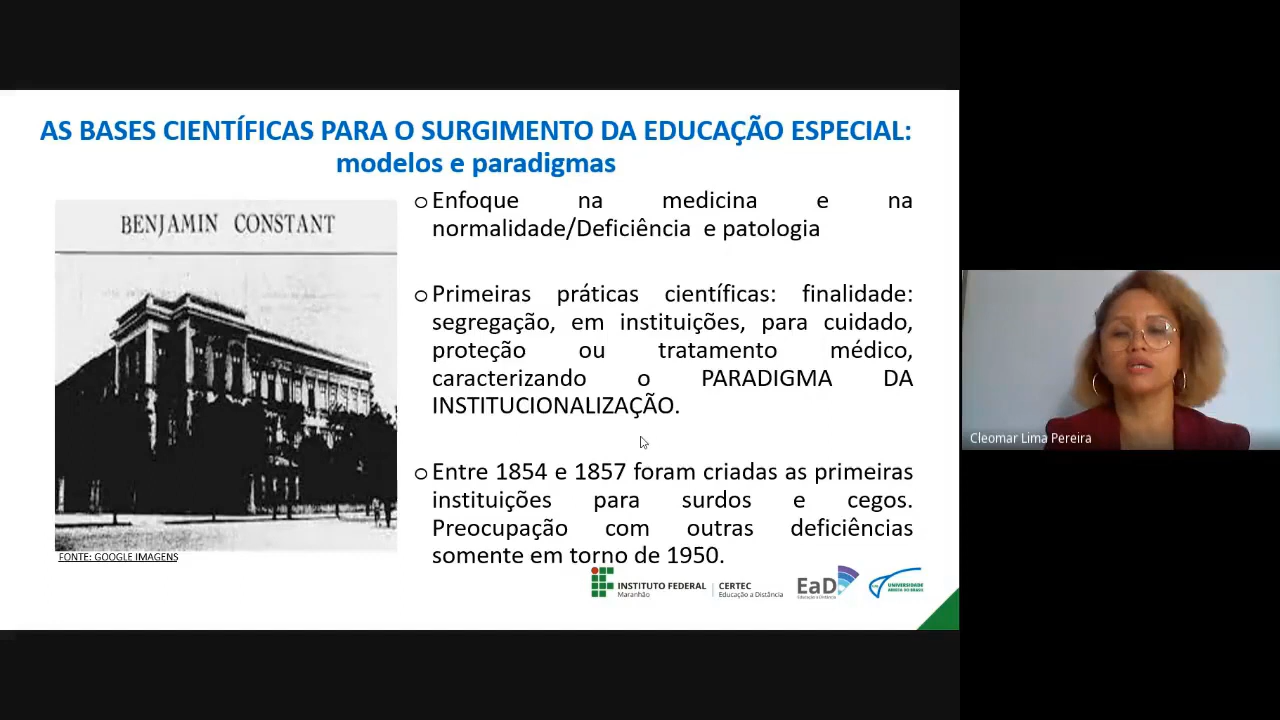 AS BASES CIENTÍFICAS PARA O SURGIMENTO DA EDUCAÇÃO ESPECIAL:
modelos e paradigmas
BENJAMIN CONSTANT
FONTE: GOOGLE IMAGENS
o Enfoque na medicina e na
normalidade/Deficiência e patologia
o Primeiras práticas científicas: finalidade:
segregação, em instituições, para cuidado,
proteção ou tratamento médico,
caracterizando o PARADIGMA DA
INSTITUCIONALIZAÇÃO.
o Entre 1854 e 1857 foram criadas as primeiras
instituições para surdos e cegos.
Preocupação com outras deficiências
somente em torno de 1950.
INSTITUTO FEDERAL
Maranhão
CERTEC
Educação a Distância
EaD
Educação a Distância
UNIVERSIDADE
ABERTA DO BRASIL
Cleomar Lima Pereira